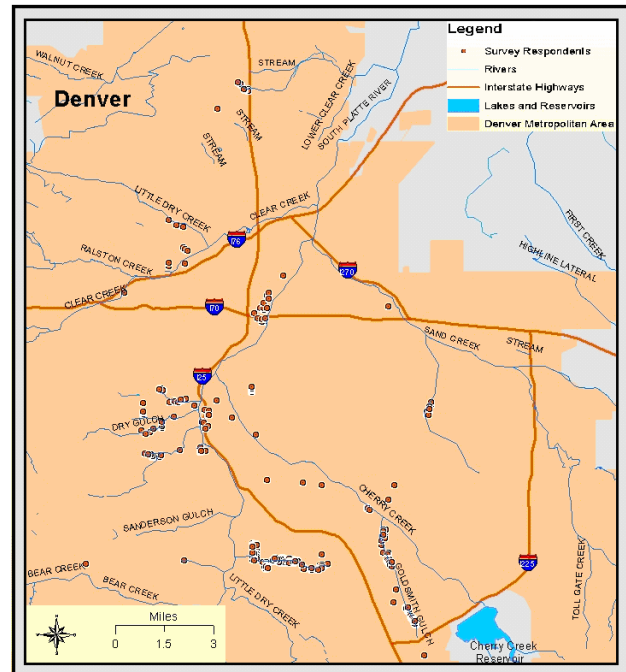 Legend
Survey Respondents
Rivers
Interstate Highways
Lakes and Reservoirs
Denver Metropolitan Area
Denver
WALNUT CREEK
STREAM
LOWER CLEAR CREEK
SOUTH PLATTE RIVER
STREAM
STREAM
LITTLE DRY CREEK
CLEAR CREEK
FIRST CREEK
176
RALSTON CREEK
270
HIGHLINE LATERAL
CLEAR CREEK
170
SAND CREEK
STREAM
125
DRY GULCH
CHERRY CREEK
SANDERSON GULCH
GOLDSMITH GULCH
225
TOLL GATE CREEK
BEAR CREEK
BEAR CREEK
LITTLE DRY CREEK
Miles
0 1.5 3
Cherry Creek
Reservoir